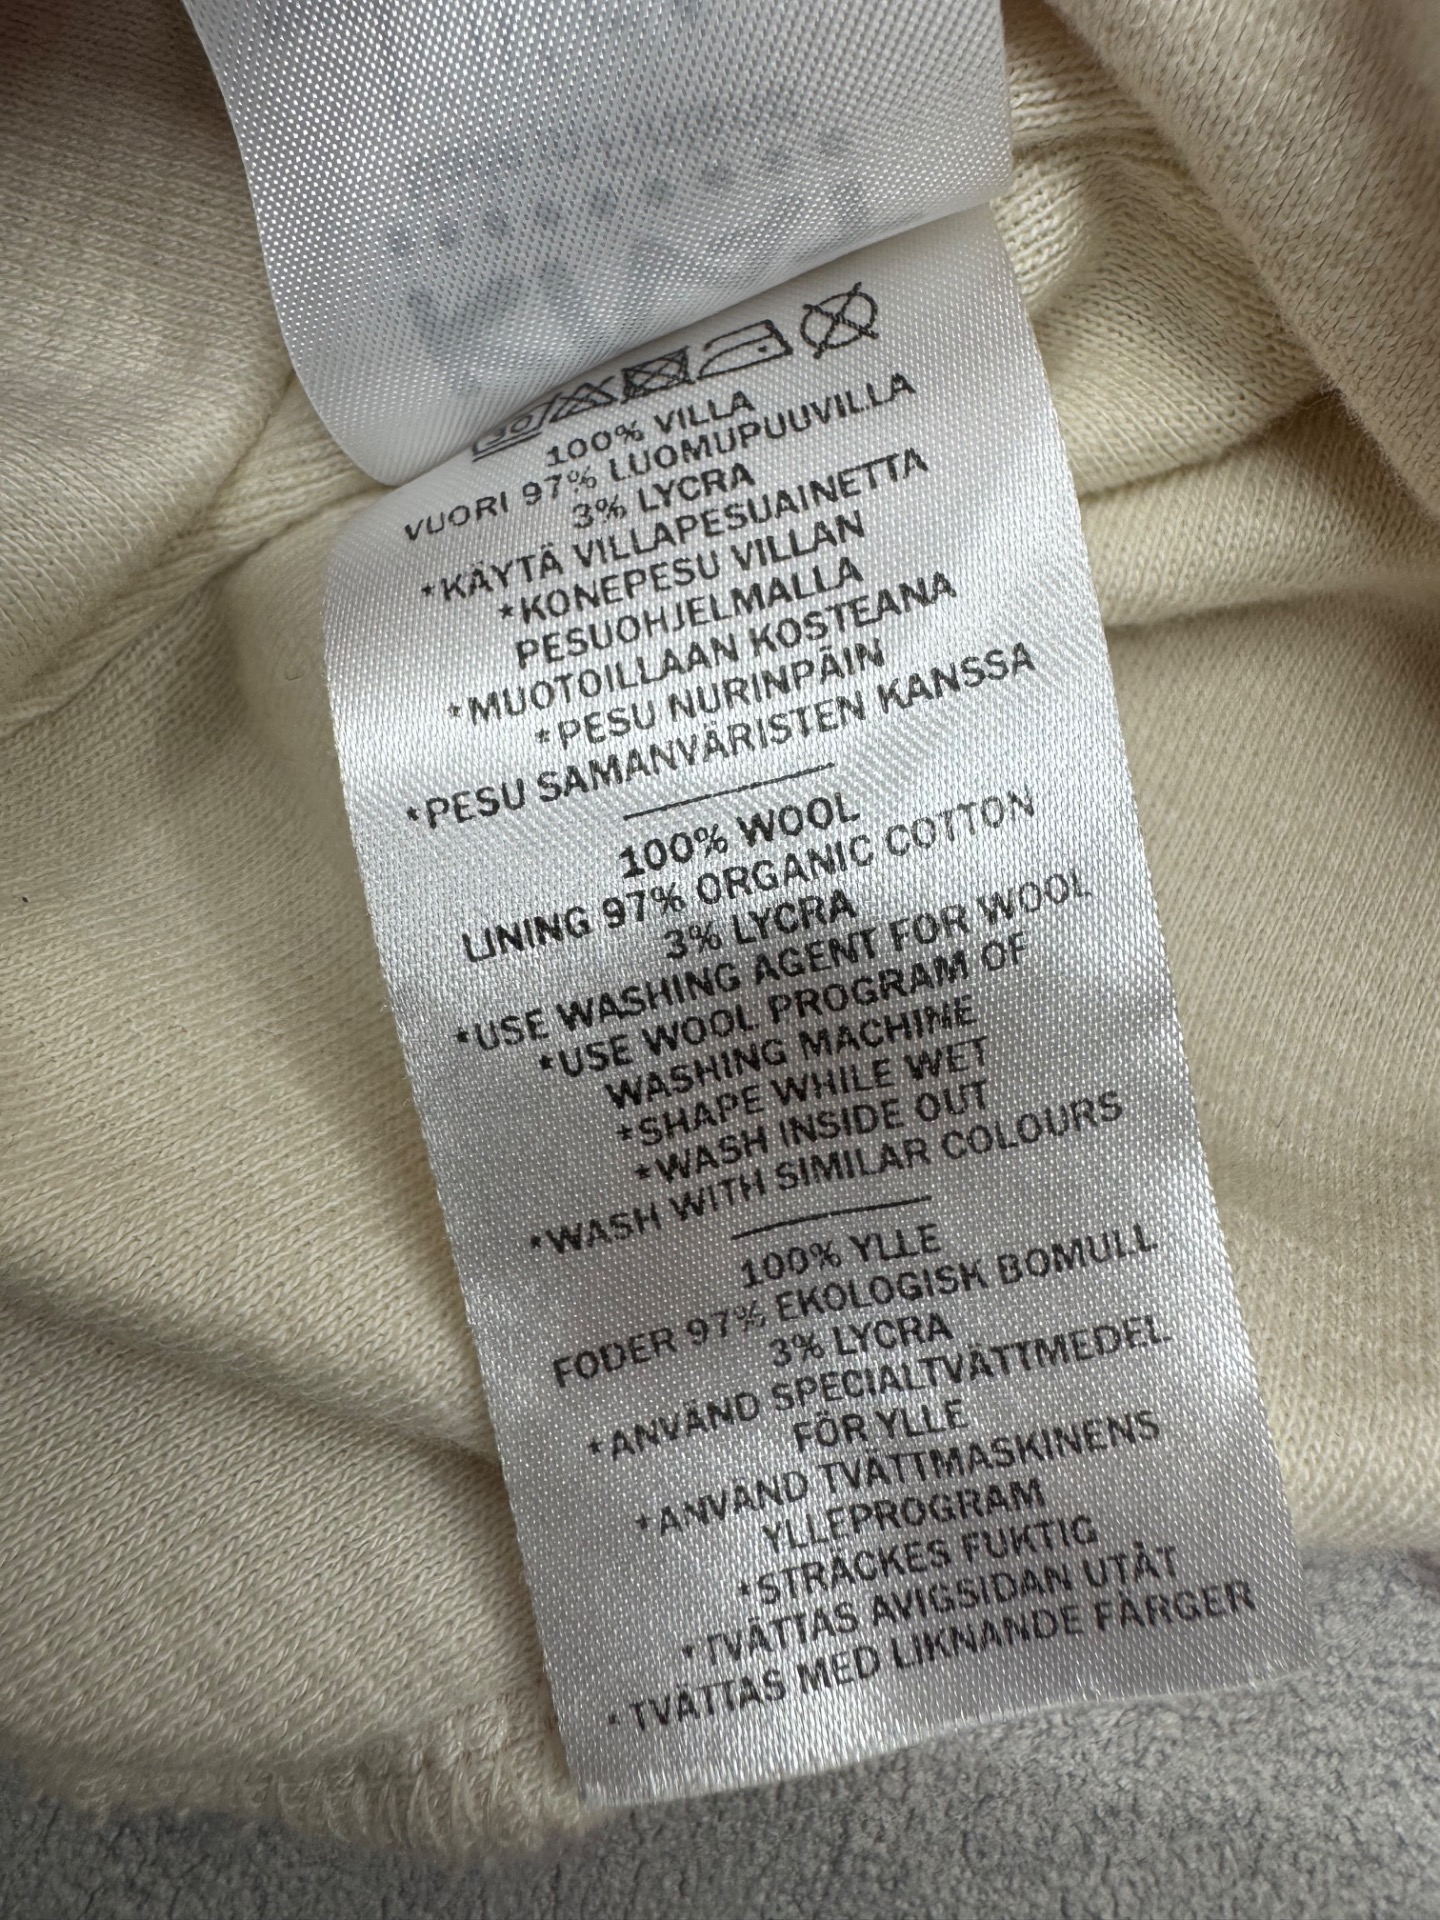 30
100% VILLA
VUORI 97% LUOMUPUUVILLA
3% LYCRA
*KÄYTÄ VILLAPESUAINETTA
*KONEPESU VILLAN
PESUOHJELMALLA
*MUOTOILLAAN KOSTEANA
*PESU NURINPÄIN
*PESU SAMANVÄRISTEN KANSSA
100% WOOL
LINING 97% ORGANIC COTTON
3% LYCRA
*USE WASHING AGENT FOR WOOL
*USE WOOL PROGRAM OF
WASHING MACHINE
*SHAPE WHILE WET
*WASH INSIDE OUT
*WASH WITH SIMILAR COLOURS
100% YLLE
FODER 97% EKOLOGISK BOMULL
3% LYCRA
*ANVÄND SPECIALTVÄTTMEDEL
FÖR YLLE
*ANVÄND TVÄTTMASKINENS
YLLEPROGRAM
*STRÄCKES FUKTIG
*TVÄTTAS AVIGSIDAN UTÅT
*TVÄTTAS MED LIKNANDE FÄRGER